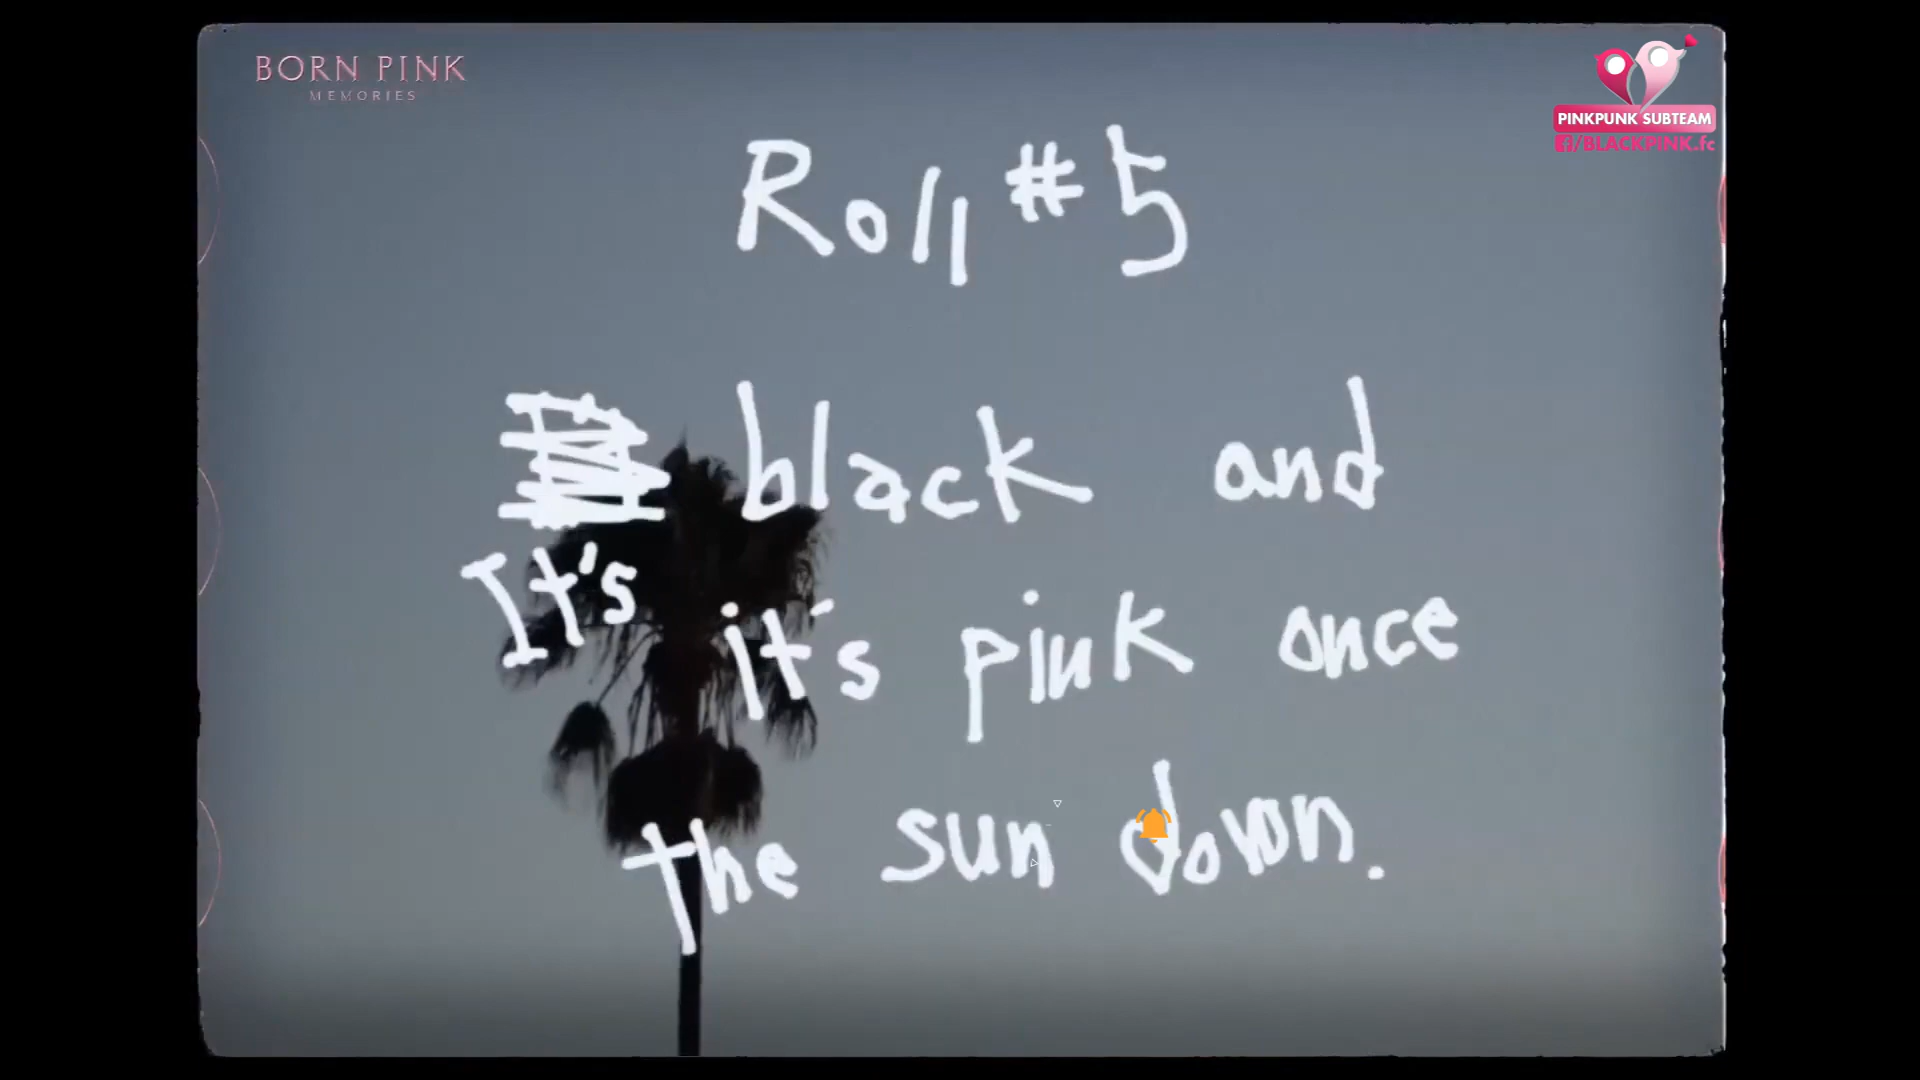 BORN PINK
MEMORIES
PINKPUNK SUBTEAM
/BLACKPINK.fc
Roll #5
black and
It's it's pink once
the sun down.